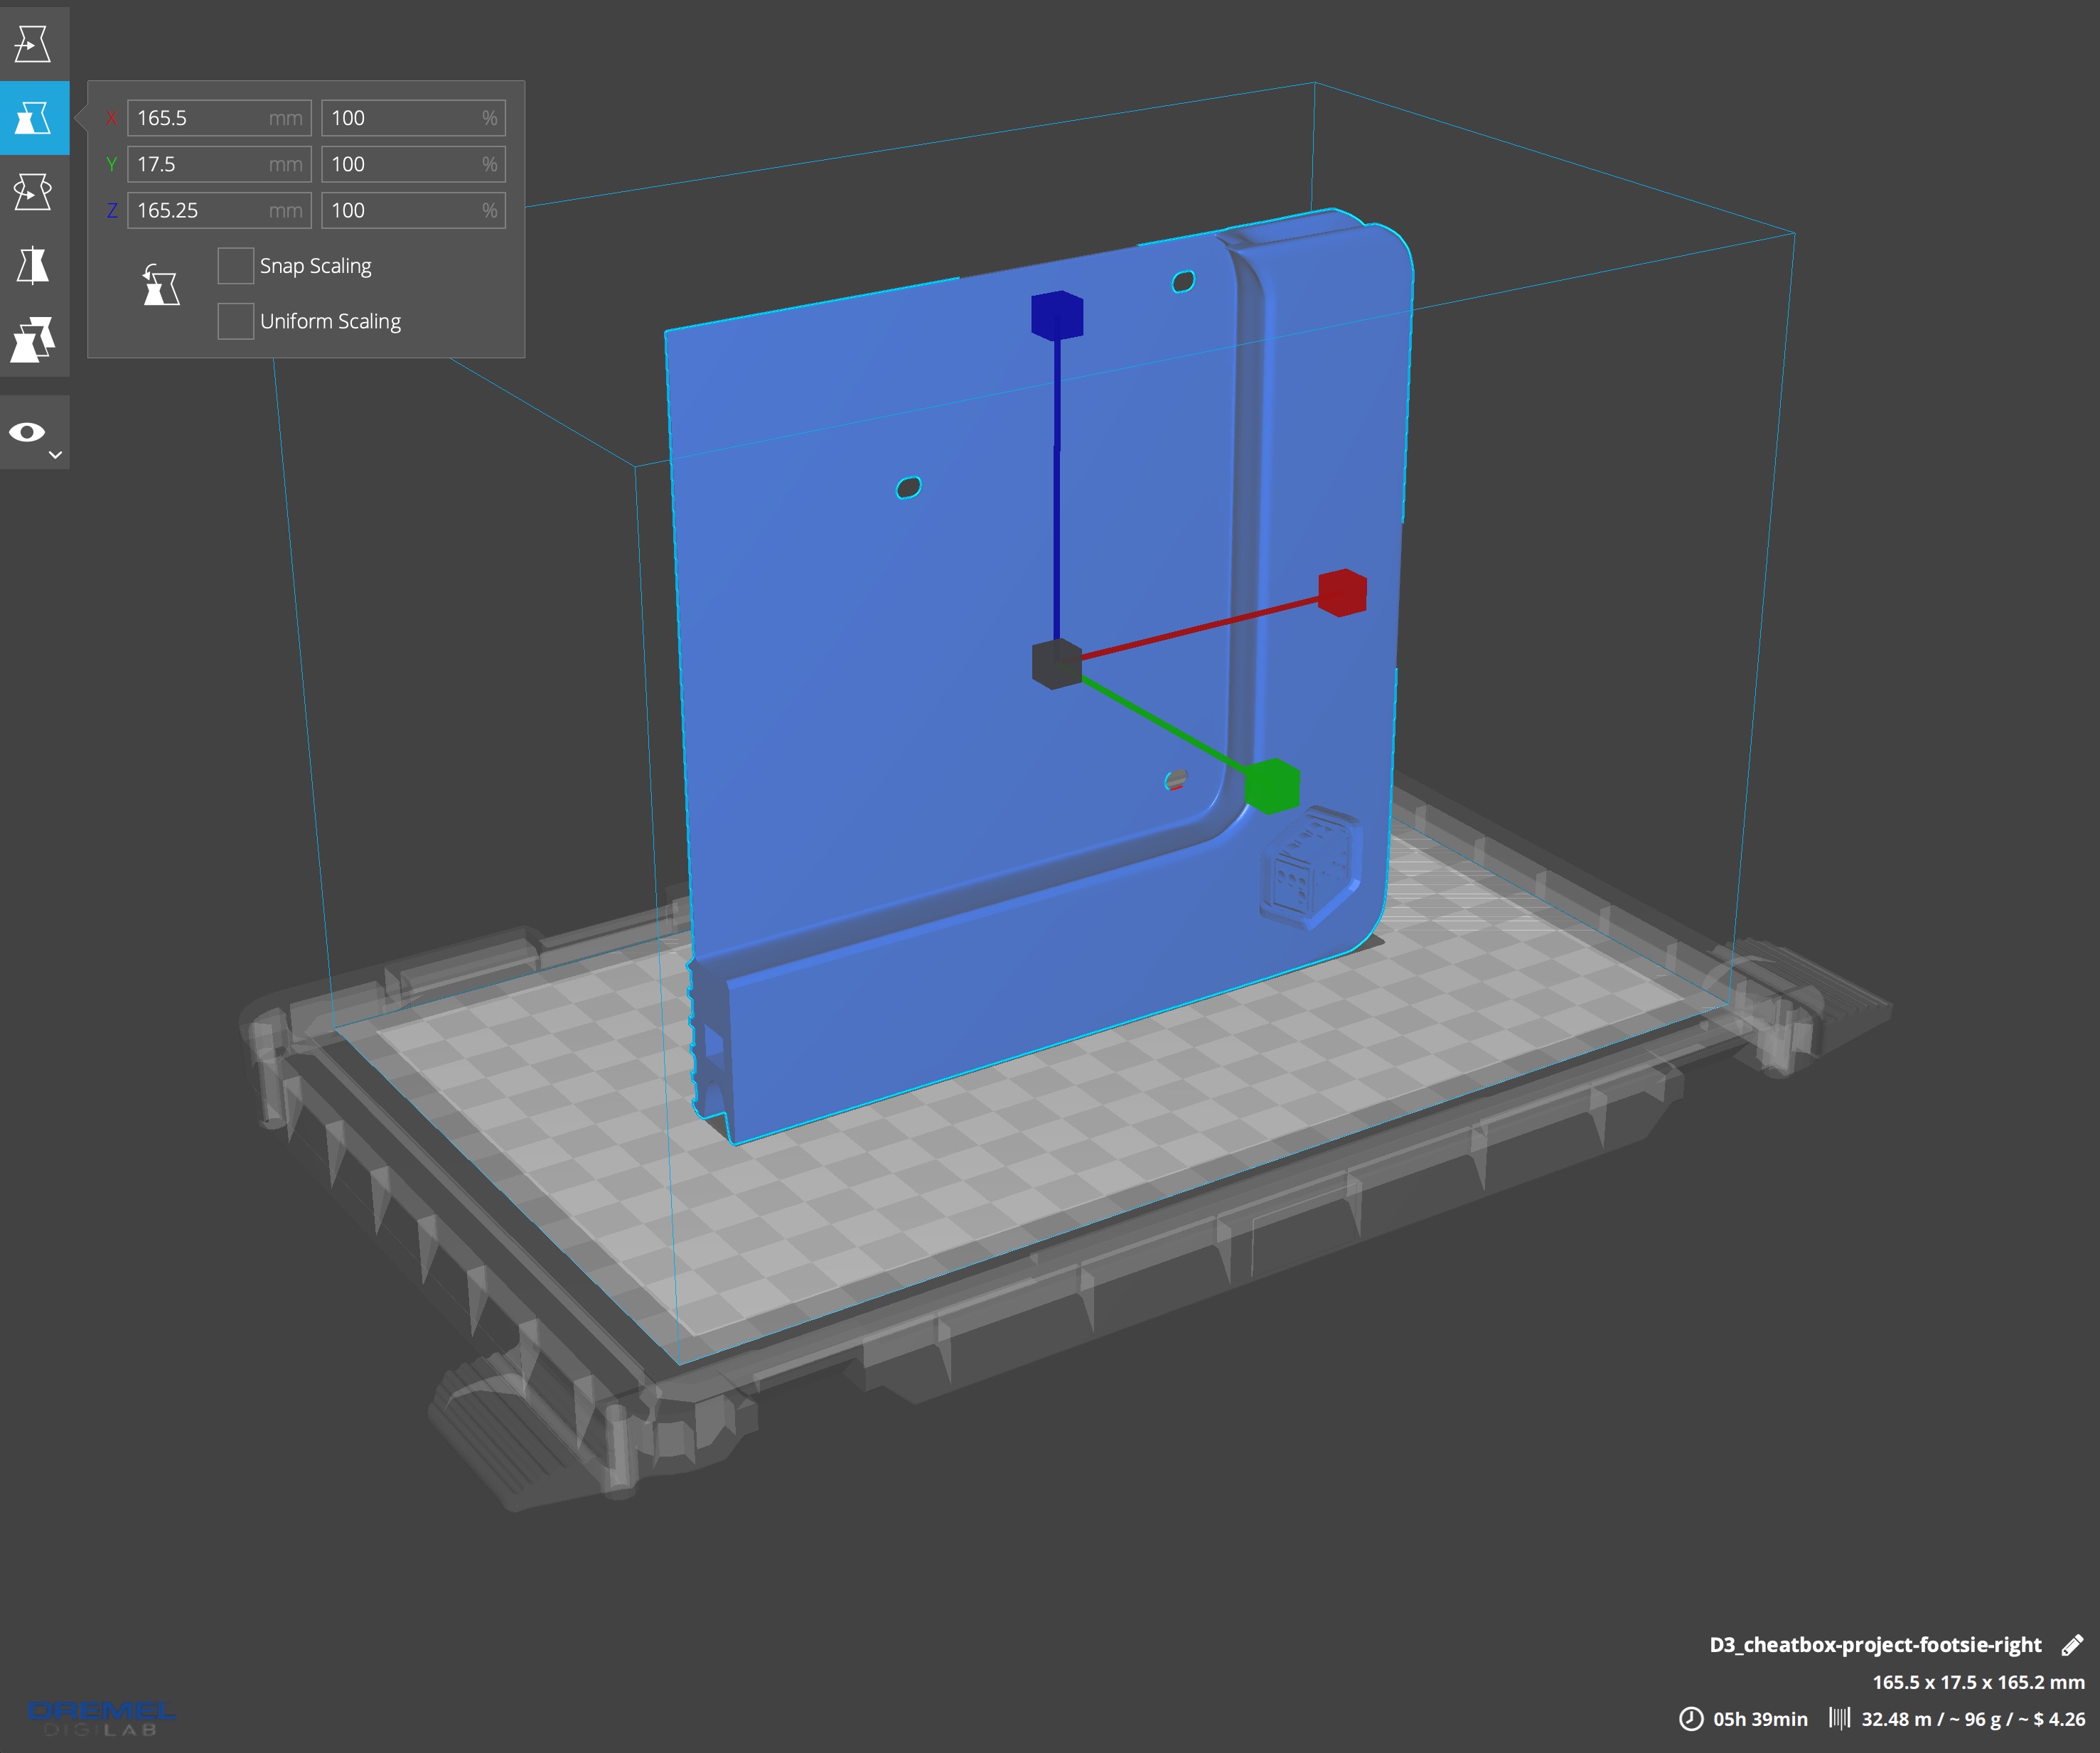 X 165.5 mm 100 %
Y 17.5 mm 100 %
Z 165.25 mm 100 %
Snap Scaling
Uniform Scaling
D3_cheatbox-project-footsie-right
165.5 x 17.5 x 165.2 mm
05h 39min 32.48 m / ~ 96 g / ~ $ 4.26
DREMEL
DIGILAB